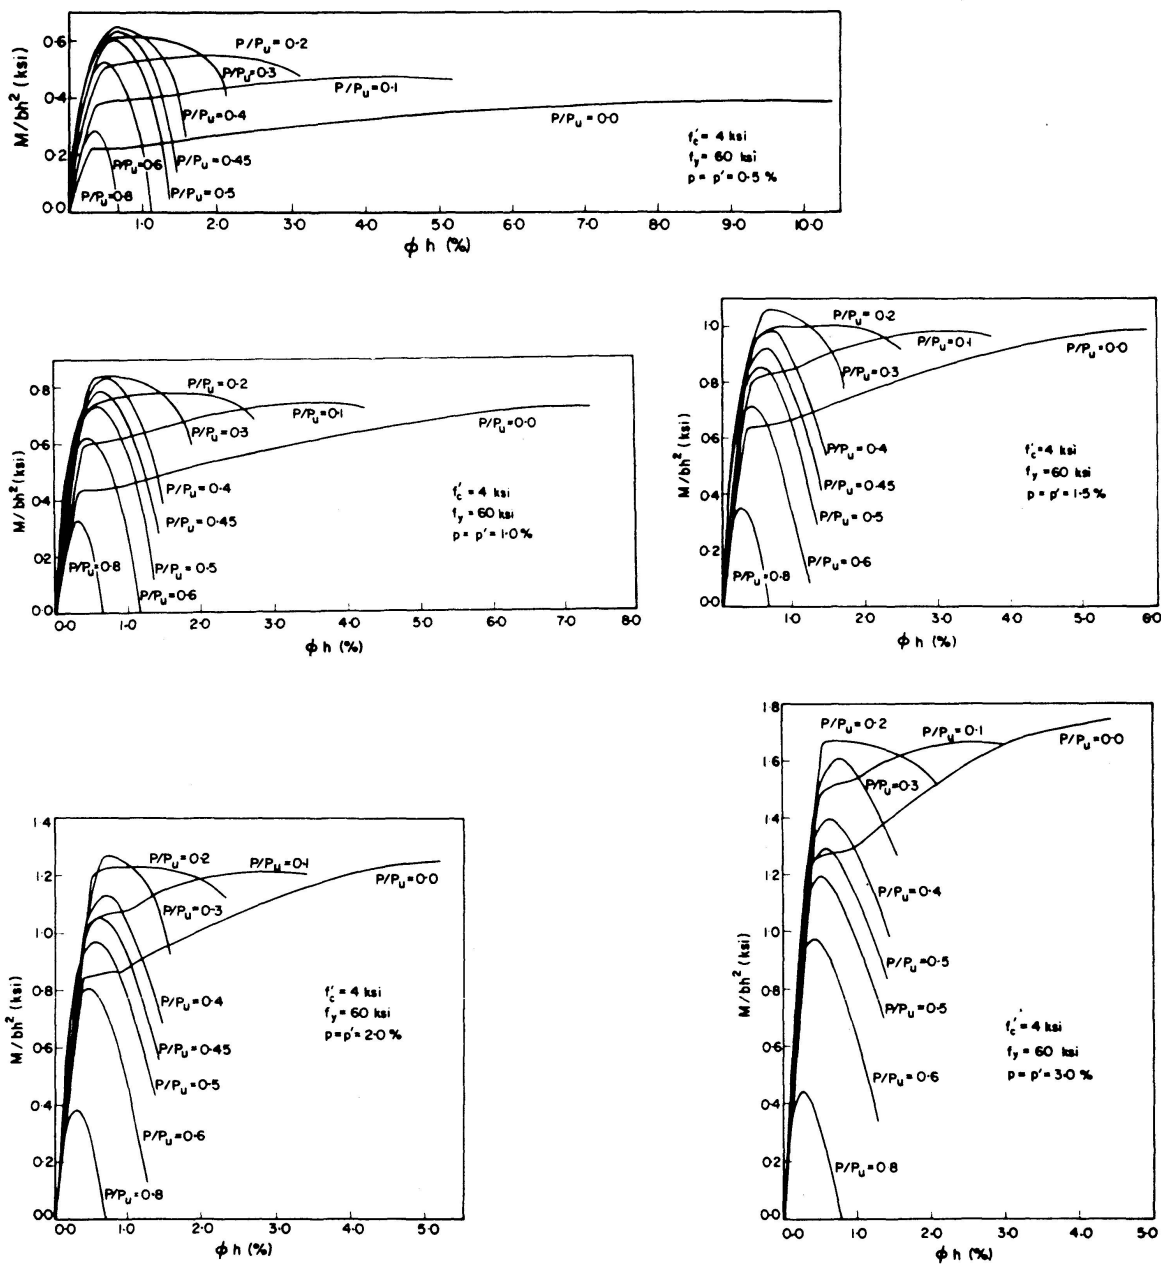 M/bh² (ksi)
0·6
0·4
0·2
0·0
P/Pu = 0·2
P/Pu = 0·3
P/Pu = 0·1
P/Pu = 0·4
P/Pu = 0·0
P/Pu = 0·6
P/Pu = 0·45
P/Pu = 0·8
P/Pu = 0·5
f'c = 4 ksi
fy = 60 ksi
p = p' = 0·5 %
1·0 2·0 3·0 4·0 5·0 6·0 7·0 8·0 9·0 10·0
ϕ h (%)
M/bh² (ksi)
0·8
0·6
0·4
0·2
0·0
P/Pu = 0·2
P/Pu = 0·1
P/Pu = 0·3
P/Pu = 0·0
P/Pu = 0·4
P/Pu = 0·45
P/Pu = 0·8
P/Pu = 0·5
P/Pu = 0·6
f'c = 4 ksi
fy = 60 ksi
p = p' = 1·0 %
0·0 1·0 2·0 3·0 4·0 5·0 6·0 7·0 8·0
ϕ h (%)
M/bh² (ksi)
1·0
0·8
0·6
0·4
0·2
0·0
P/Pu = 0·2
P/Pu = 0·1
P/Pu = 0·0
P/Pu = 0·3
P/Pu = 0·4
P/Pu = 0·45
P/Pu = 0·5
P/Pu = 0·6
P/Pu = 0·8
f'c = 4 ksi
fy = 60 ksi
p = p' = 1·5 %
1·0 2·0 3·0 4·0 5·0 6·0
ϕ h (%)
M/bh² (ksi)
1·4
1·2
1·0
0·8
0·6
0·4
0·2
0·0
P/Pu = 0·2
P/Pu = 0·1
P/Pu = 0·0
P/Pu = 0·3
P/Pu = 0·4
P/Pu = 0·45
P/Pu = 0·5
P/Pu = 0·6
P/Pu = 0·8
f'c = 4 ksi
fy = 60 ksi
p = p' = 2·0 %
0·0 1·0 2·0 3·0 4·0 5·0
ϕ h (%)
M/bh² (ksi)
1·8
1·6
1·4
1·2
1·0
0·8
0·6
0·4
0·2
0·0
P/Pu = 0·2
P/Pu = 0·1
P/Pu = 0·0
P/Pu = 0·3
P/Pu = 0·4
P/Pu = 0·5
P/Pu = 0·5
P/Pu = 0·6
P/Pu = 0·8
f'c = 4 ksi
fy = 60 ksi
p = p' = 3·0 %
0·0 1·0 2·0 3·0 4·0 5·0
ϕ h (%)